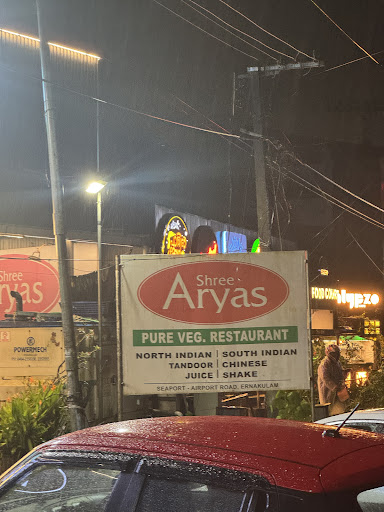 Shree
Aryas
PURE VEG. RESTAURANT
NORTH INDIAN | SOUTH INDIAN
TANDOOR | CHINESE
JUICE | SHAKE
SEAPORT - AIRPORT ROAD, ERNAKULAM
Shree
Aryas
POWERMECH
FOOD COURT